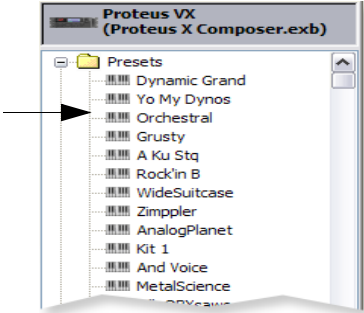 Proteus VX
(Proteus X Composer.exb)
Presets
Dynamic Grand
Yo My Dynos
Orchestral
Grusty
A Ku Stq
Rock'in B
WideSuitcase
Zimppler
AnalogPlanet
Kit 1
And Voice
MetalScience